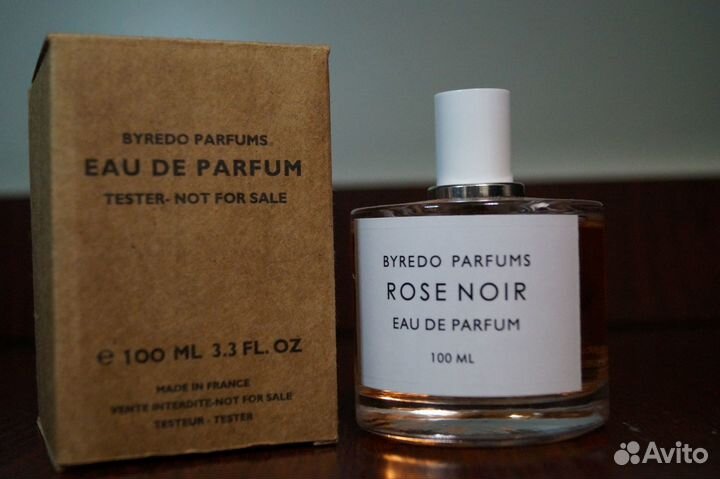 BYREDO PARFUMS
EAU DE PARFUM
TESTER- NOT FOR SALE
e 100 ML 3.3 FL. OZ
MADE IN FRANCE
VENTE INTERDITE-NOT FOR SALE
TESTEUR - TESTER
BYREDO PARFUMS
ROSE NOIR
EAU DE PARFUM
100 ML
Avito